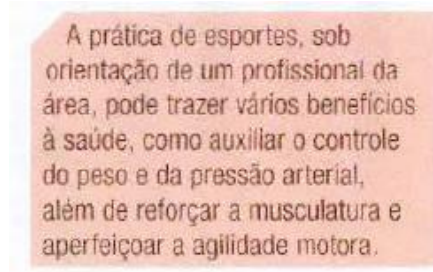 A prática de esportes, sob
orientação de um profissional da
área, pode trazer vários benefícios
à saúde, como auxiliar o controle
do peso e da pressão arterial,
além de reforçar a musculatura e
aperfeiçoar a agilidade motora.